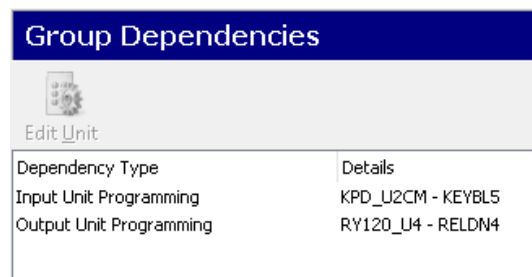 Group Dependencies
Edit Unit
Dependency Type Details
Input Unit Programming KPD_U2CM - KEYBL5
Output Unit Programming RY120_U4 - RELDN4